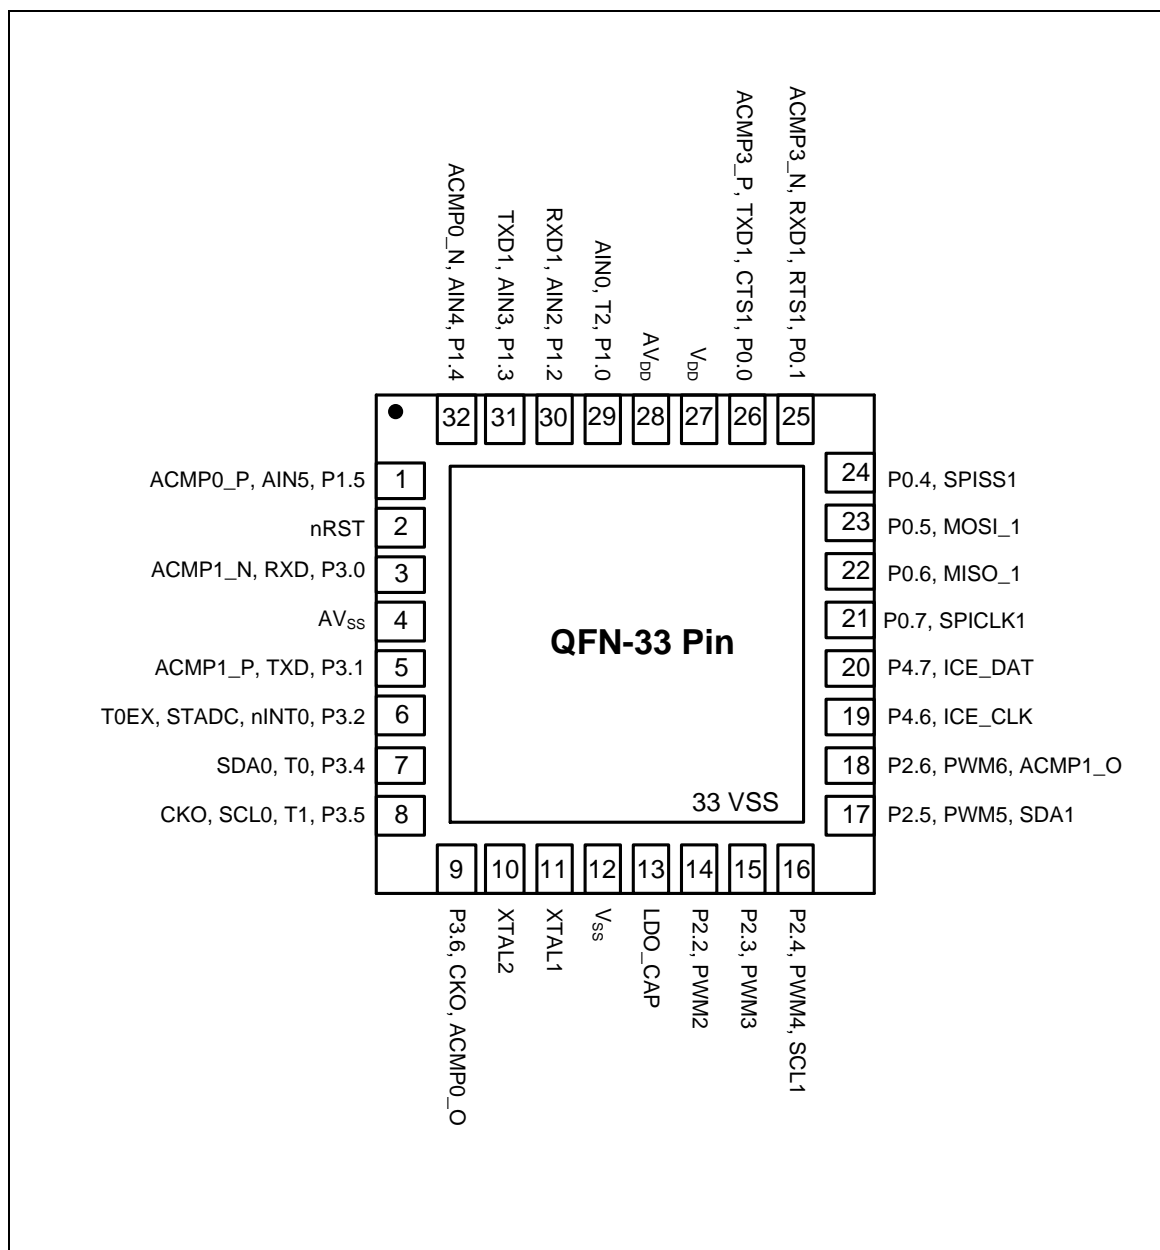 ACMP0_N, AIN4, P1.4
TXD1, AIN3, P1.3
RXD1, AIN2, P1.2
AIN0, T2, P1.0
AVDD
VDD
ACMP3_P, TXD1, CTS1, P0.0
ACMP3_N, RXD1, RTS1, P0.1
32
31
30
29
28
27
26
25
ACMP0_P, AIN5, P1.5
1
nRST
2
ACMP1_N, RXD, P3.0
3
AVSS
4
ACMP1_P, TXD, P3.1
5
T0EX, STADC, nINT0, P3.2
6
SDA0, T0, P3.4
7
CKO, SCL0, T1, P3.5
8
QFN-33 Pin
33 VSS
24
P0.4, SPISS1
23
P0.5, MOSI_1
22
P0.6, MISO_1
21
P0.7, SPICLK1
20
P4.7, ICE_DAT
19
P4.6, ICE_CLK
18
P2.6, PWM6, ACMP1_O
17
P2.5, PWM5, SDA1
9
10
11
12
13
14
15
16
P3.6, CKO, ACMP0_O
XTAL2
XTAL1
VSS
LDO_CAP
P2.2, PWM2
P2.3, PWM3
P2.4, PWM4, SCL1